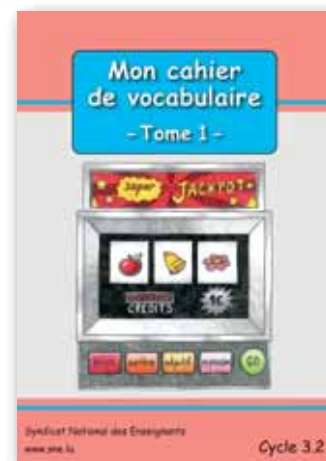 Mon cahier
de vocabulaire
- Tome 1 -
Super JACKPOT
CREDITS
1€
GO
Syndicat National des Enseignants
www.sne.lu
Cycle 3.2